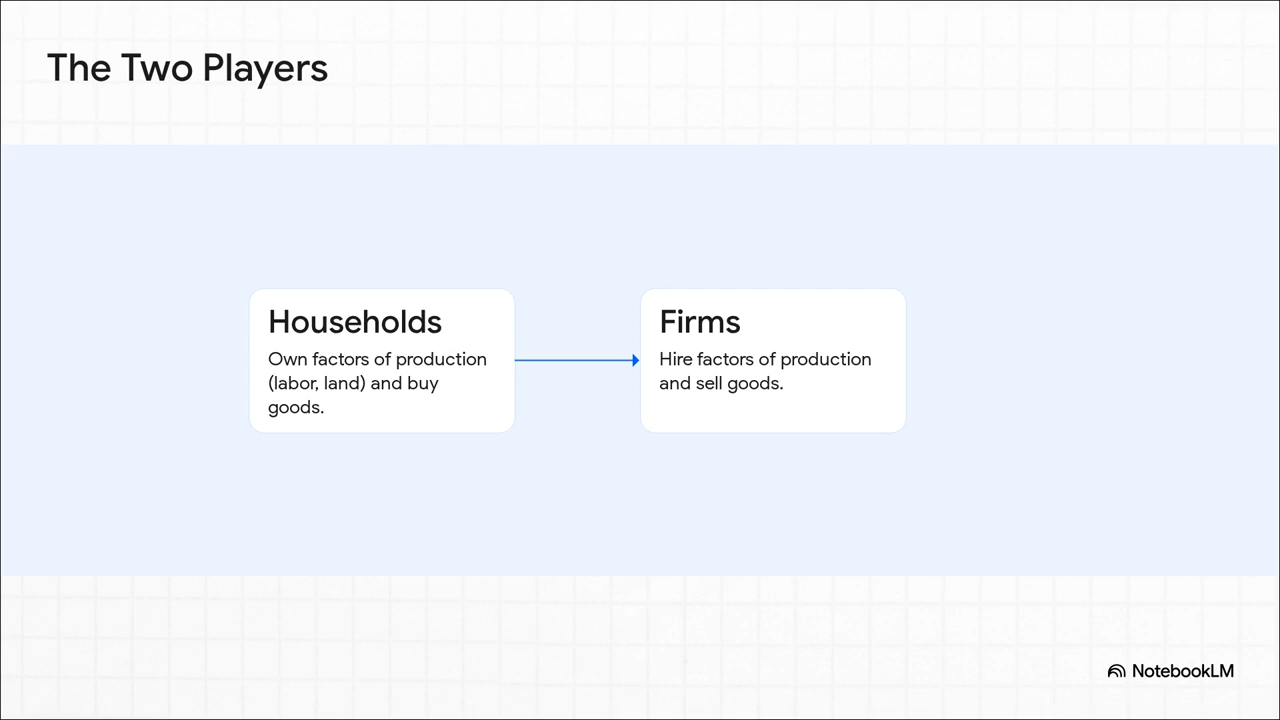 The Two Players
Households
Own factors of production
(labor, land) and buy
goods.
Firms
Hire factors of production
and sell goods.
NotebookLM